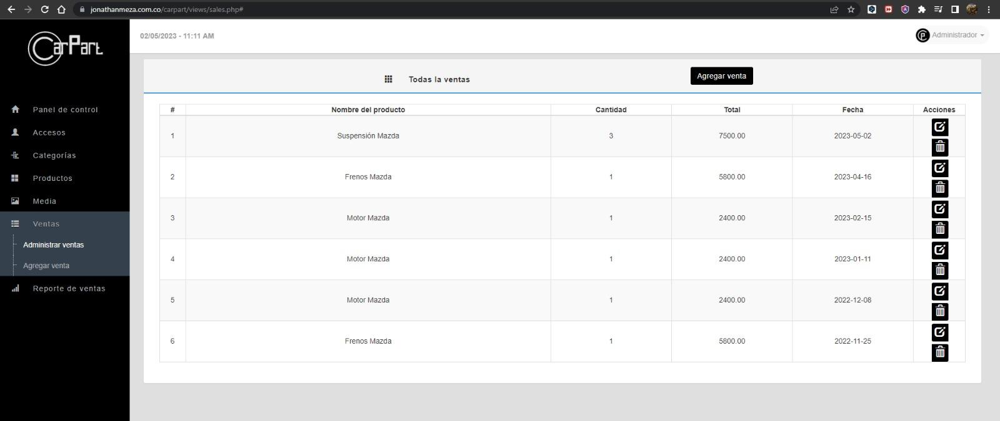 jonathanmeza.com.co/carpart/views/sales.php#
CarPart
02/05/2023 - 11:11 AM
Administrador
Panel de control
Accesos
Categorías
Productos
Media
Ventas
Administrar ventas
Agregar venta
Reporte de ventas
Todas la ventas
Agregar venta
# Nombre del producto Cantidad Total Fecha Acciones
1 Suspensión Mazda 3 7500.00 2023-05-02
2 Frenos Mazda 1 5800.00 2023-04-16
3 Motor Mazda 1 2400.00 2023-02-15
4 Motor Mazda 1 2400.00 2023-01-11
5 Motor Mazda 1 2400.00 2022-12-08
6 Frenos Mazda 1 5800.00 2022-11-25